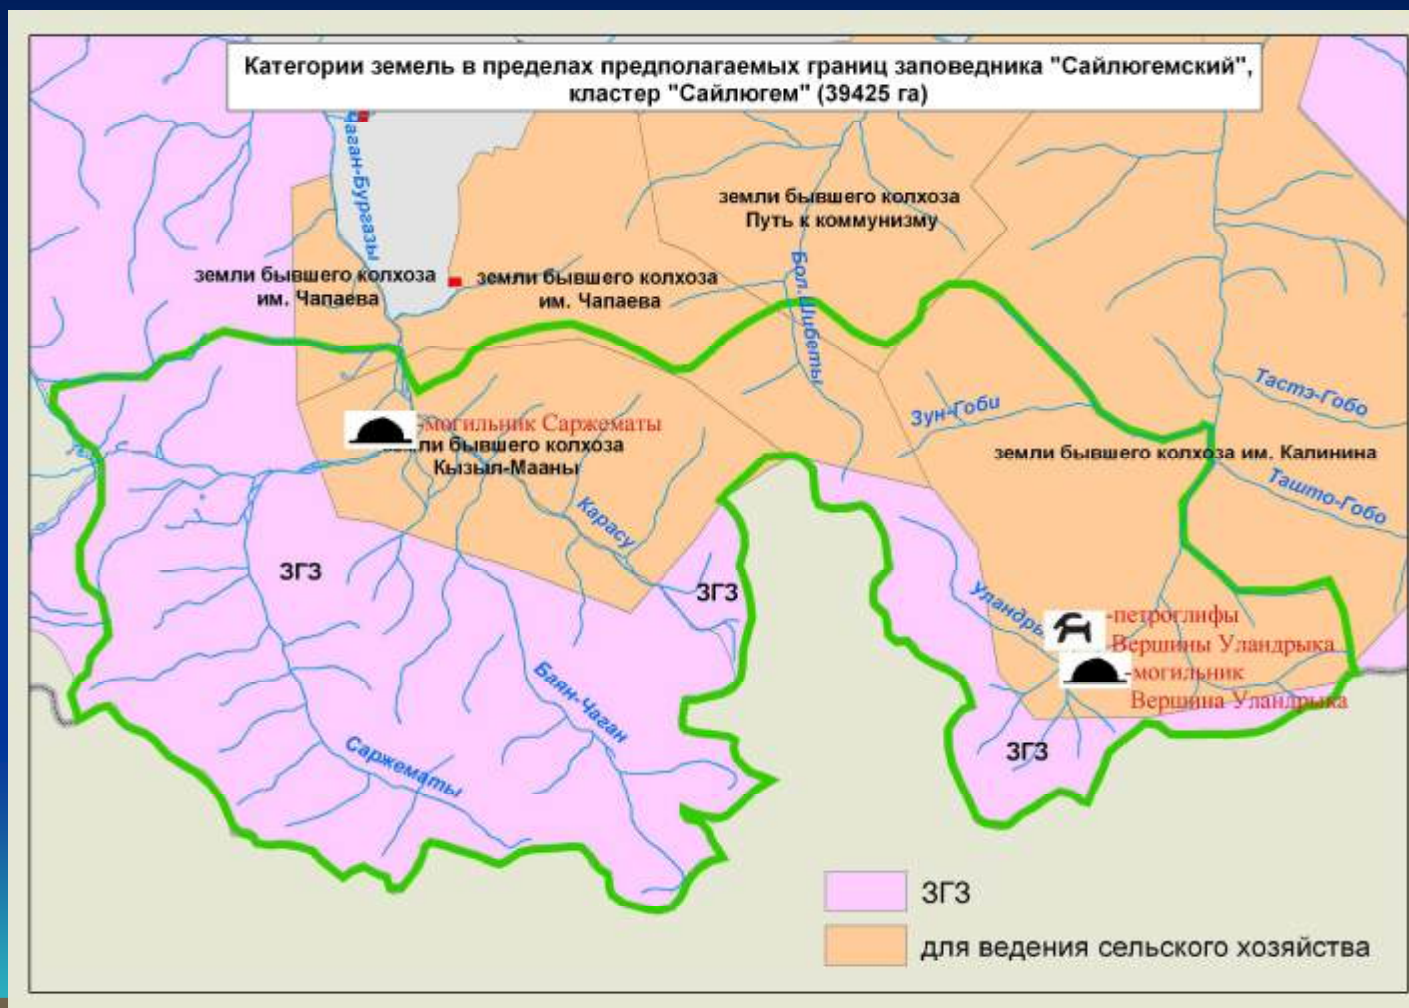 Категории земель в пределах предполагаемых границ заповедника "Сайлюгемский",
кластер "Сайлюгем" (39425 га)
Чаган-Бургазы
земли бывшего колхоза
Путь к коммунизму
земли бывшего колхоза
им. Чапаева
земли бывшего колхоза
им. Чапаева
Бол.Шибеты
Тастэ-Гобо
Зун-Гоби
-могильник Саржематы
земли бывшего колхоза
Кызыл-Мааны
земли бывшего колхоза им. Калинина
Ташто-Гобо
Карасу
ЗГЗ
ЗГЗ
Уландры
-петроглифы
Вершины Уландрыка
-могильник
Вершина Уландрыка
Баян-Чаган
Саржематы
ЗГЗ
ЗГЗ
для ведения сельского хозяйства